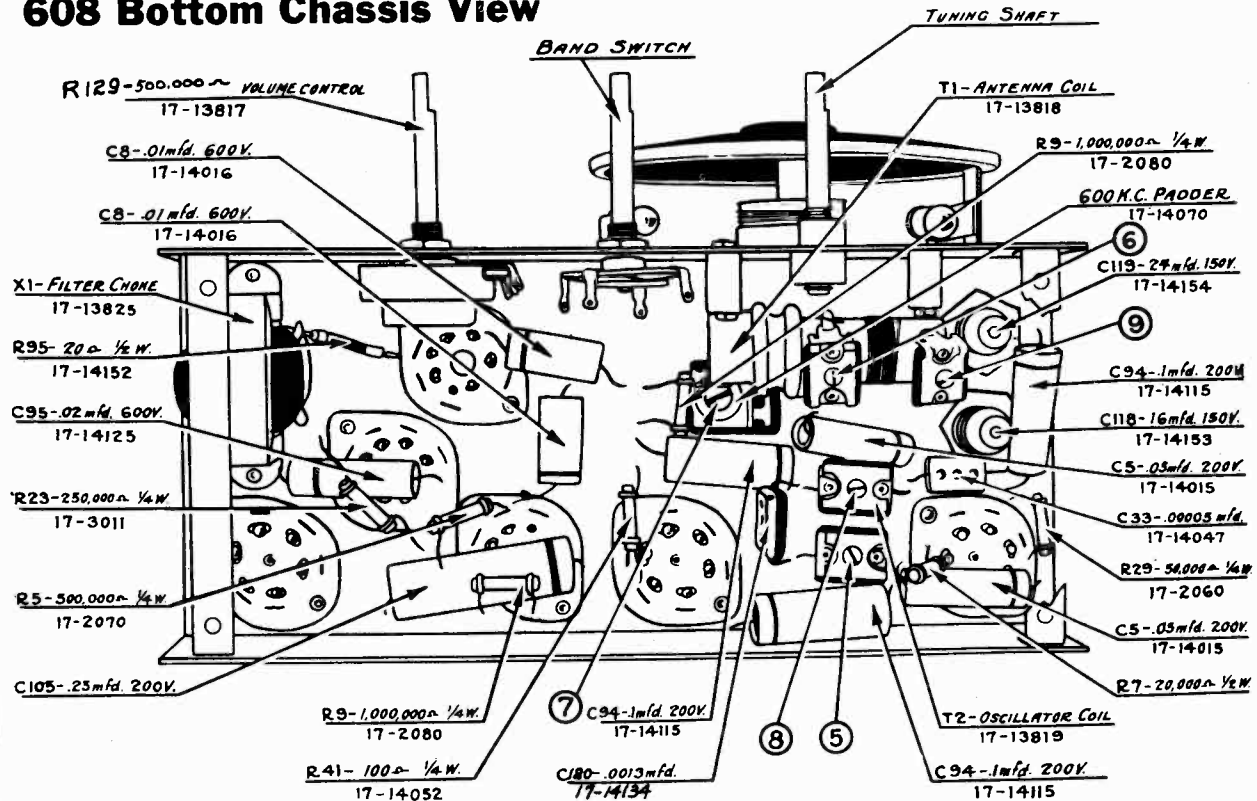 608 Bottom Chassis View
TUNING SHAFT
BAND SWITCH
R129-500,000~ VOLUME CONTROL
17-13817
T1-ANTENNA COIL
17-13818
C8-.01mfd. 600V.
17-14016
R9-1,000,000~ 1/4W.
17-2080
C8-.01mfd. 600V.
17-14016
600 K.C. PADDER
17-14070
6
X1-FILTER CHOKE
17-13825
C119-24mfd. 150V.
17-14154
9
R95-20~ 1/2 W.
17-14152
C94-.1mfd. 200V.
17-14115
C95-.02mfd. 600V.
17-14125
C118-16mfd. 150V.
17-14153
C5-.05mfd. 200V.
17-14015
R23-250,000~ 1/4W.
17-3011
C33-.00005mfd.
17-14047
R29-50,000~ 1/4W.
17-2060
R5-500,000~ 1/4W.
17-2070
C5-.05mfd. 200V.
17-14015
C105-.25mfd. 200V.
R7-20,000~ 1/2W.
R9-1,000,000~ 1/4W.
17-2080
7
C94-.1mfd. 200V.
17-14115
8
5
T2-OSCILLATOR COIL
17-13819
R41-100~ 1/4W.
17-14052
C180-.0013mfd.
17-14134
C94-.1mfd. 200V.
17-14115